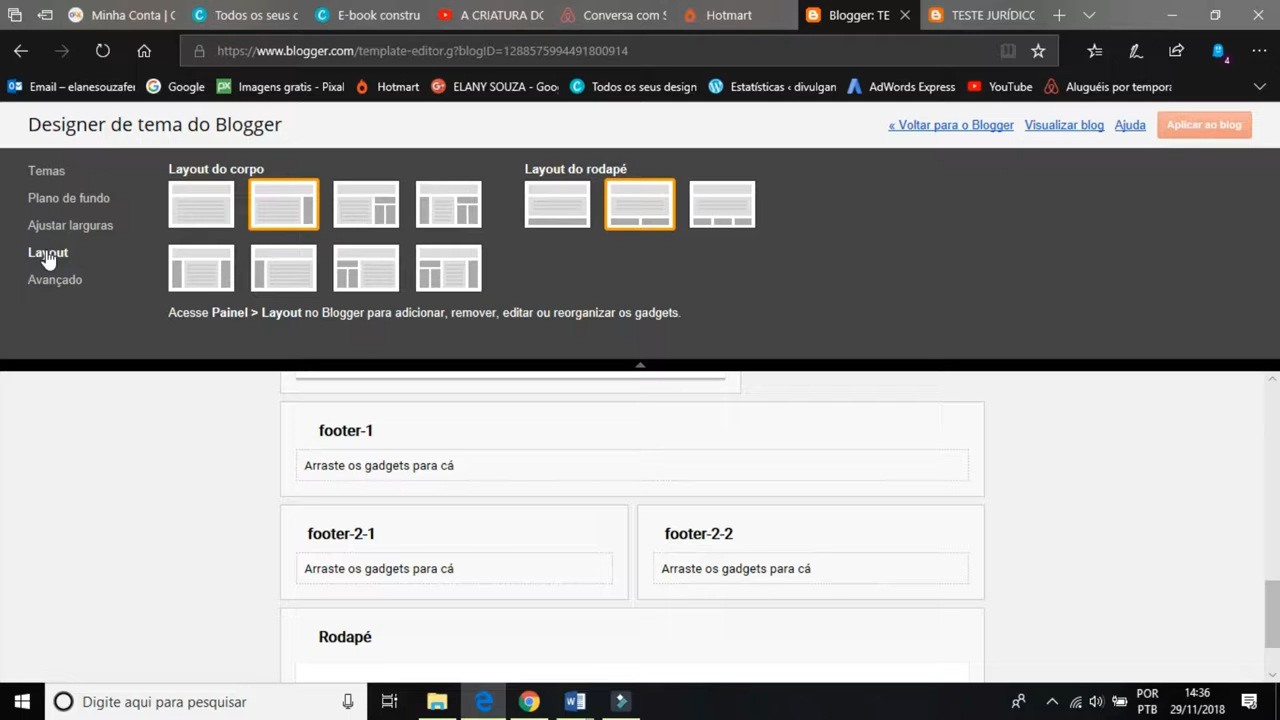 Minha Conta | C
Todos os seus c
E-book constru
A CRIATURA DC
Conversa com S
Hotmart
Blogger: TE
TESTE JURÍDICO
https://www.blogger.com/template-editor.g?blogID=1288575994491800914
4
Email – elanesouzafer
Google
Imagens gratis - Pixal
Hotmart
ELANY SOUZA - Goo
Todos os seus design
Estatísticas ‹ divulgan
AdWords Express
YouTube
Aluguéis por tempora
Designer de tema do Blogger
« Voltar para o Blogger
Visualizar blog
Ajuda
Aplicar ao blog
Temas
Plano de fundo
Ajustar larguras
Layout
Avançado
Layout do corpo
Layout do rodapé
Acesse Painel > Layout no Blogger para adicionar, remover, editar ou reorganizar os gadgets.
footer-1
Arraste os gadgets para cá
footer-2-1
footer-2-2
Arraste os gadgets para cá
Arraste os gadgets para cá
Rodapé
Digite aqui para pesquisar
POR
PTB
14:36
29/11/2018